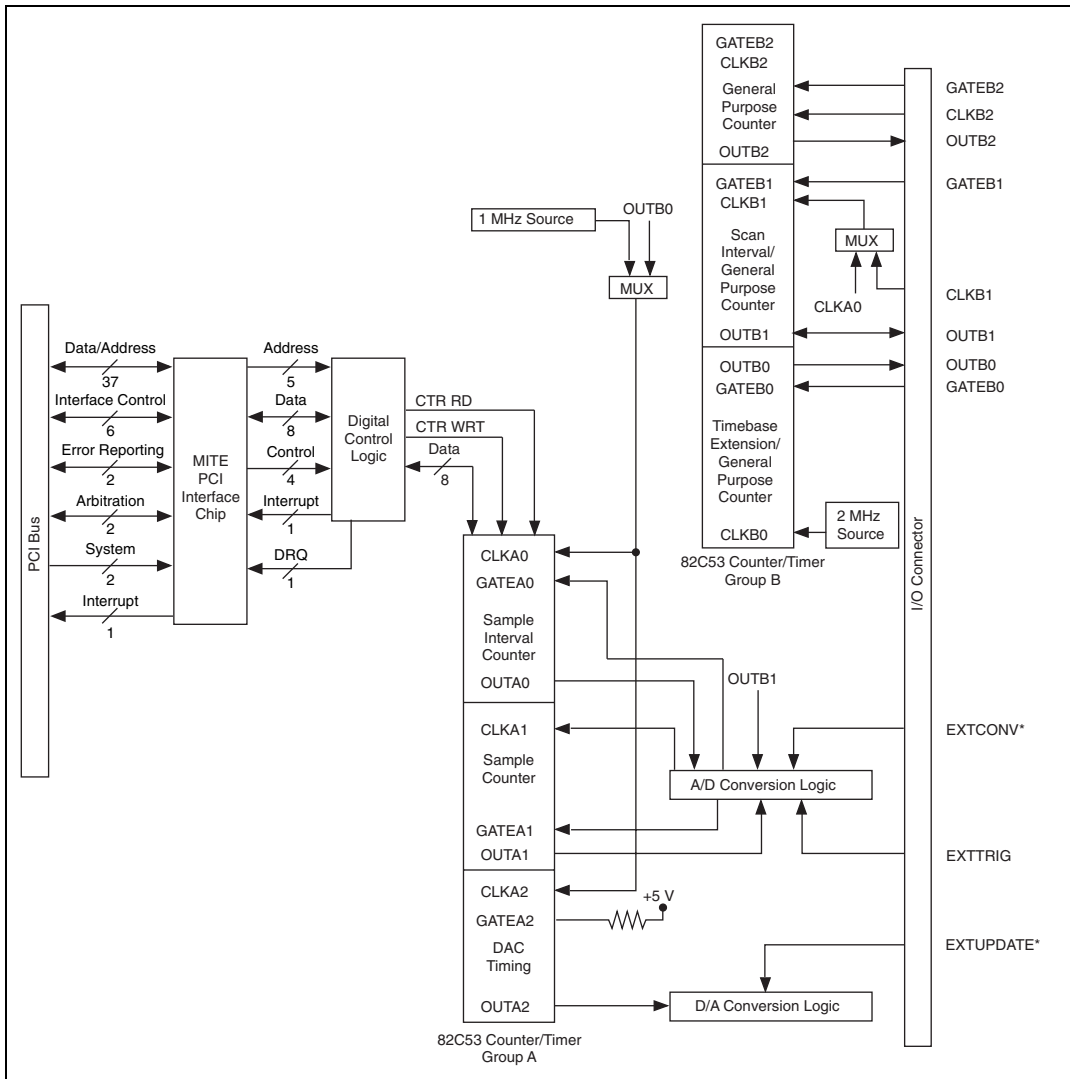 PCI Bus
Data/Address
37
Interface Control
6
Error Reporting
2
Arbitration
2
System
2
Interrupt
1
MITE
PCI
Interface
Chip
Address
5
Data
8
Control
4
Interrupt
1
DRQ
1
Digital
Control
Logic
CTR RD
CTR WRT
Data
8
1 MHz Source
OUTB0
MUX
CLKA0
GATEA0
Sample
Interval
Counter
OUTA0
CLKA1
Sample
Counter
GATEA1
OUTA1
CLKA2
GATEA2
DAC
Timing
OUTA2
82C53 Counter/Timer
Group A
+5 V
OUTB1
A/D Conversion Logic
D/A Conversion Logic
GATEB2
CLKB2
General
Purpose
Counter
OUTB2
GATEB1
CLKB1
Scan
Interval/
General
Purpose
Counter
OUTB1
OUTB0
GATEB0
Timebase
Extension/
General
Purpose
Counter
CLKB0
82C53 Counter/Timer
Group B
MUX
CLKA0
2 MHz
Source
I/O Connector
GATEB2
CLKB2
OUTB2
GATEB1
CLKB1
OUTB1
OUTB0
GATEB0
EXTCONV*
EXTTRIG
EXTUPDATE*